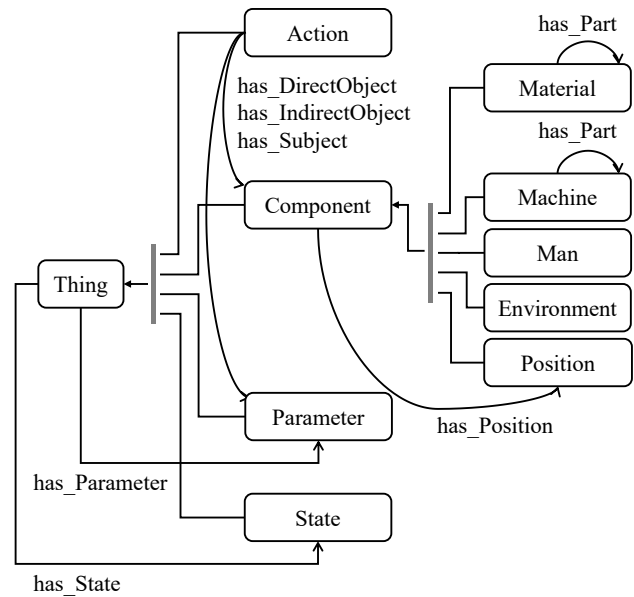 has_Part
Action
Material
has_DirectObject
has_IndirectObject
has_Subject
has_Part
Component
Machine
Man
Thing
Environment
Position
Parameter
has_Position
has_Parameter
State
has_State